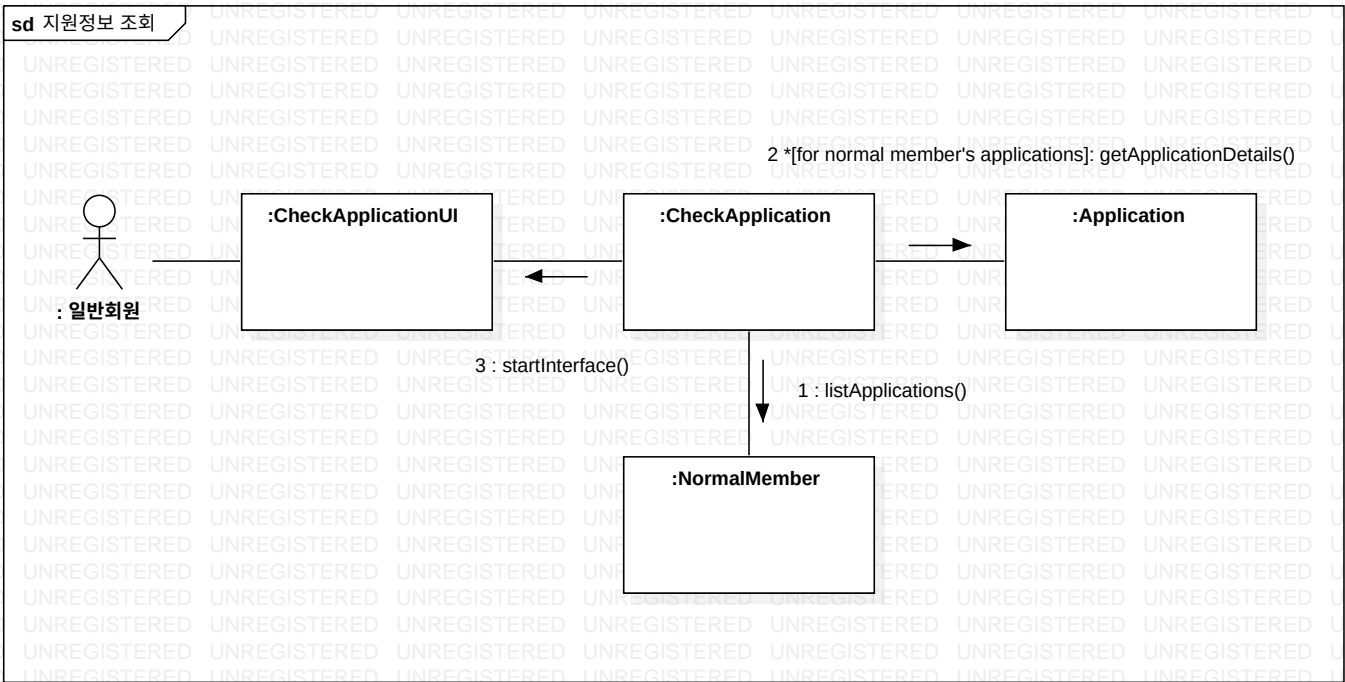 sd 지원정보 조회
2 *[for normal member's applications]: getApplicationDetails()
:CheckApplicationUI
:CheckApplication
:Application
: 일반회원
3 : startInterface()
1 : listApplications()
:NormalMember
UNREGISTERED